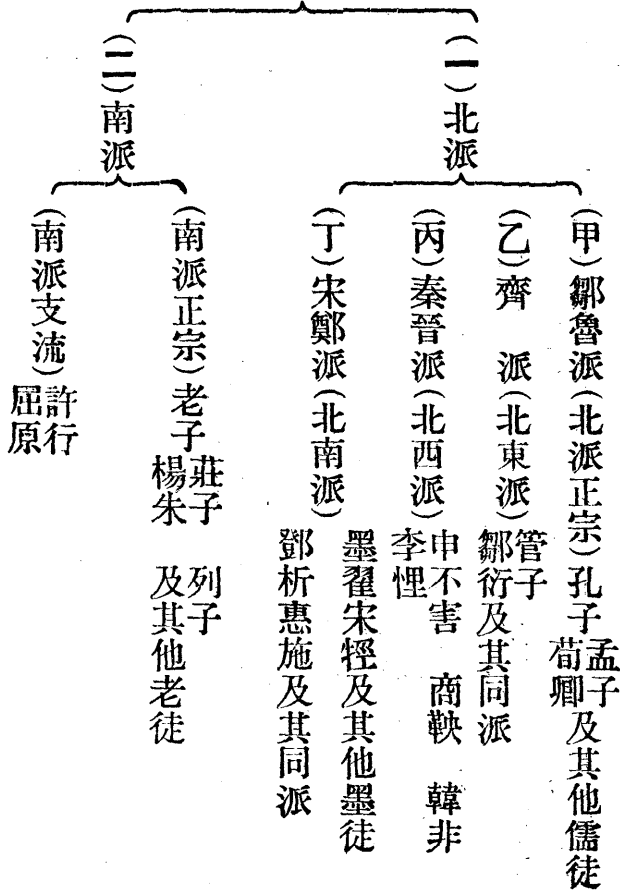 （一）北派
（甲）鄒魯派（北派正宗）孔子 孟子 荀卿 及其他儒徒
（乙）齊　派（北東派）管子 鄒衍及其同派
（丙）秦晉派（北西派）申不害　商鞅　韓非 李悝
（丁）宋鄭派（北南派）墨翟宋牼及其他墨徒 鄧析惠施及其同派
（二）南派
（南派正宗）老子 莊子　列子 楊朱　及其他老徒
（南派支流）許行 屈原